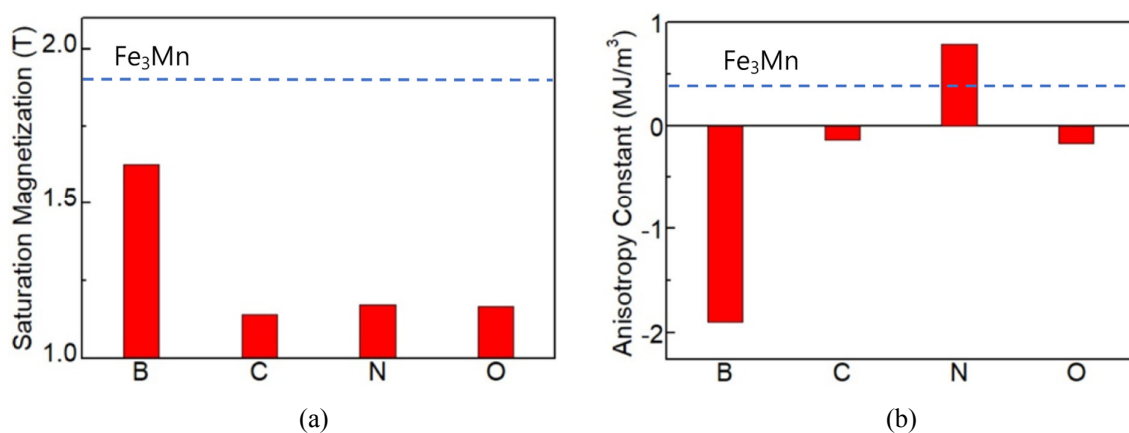 Saturation Magnetization (T)
2.0
1.5
1.0
Fe₃Mn
B C N O
(a)
Anisotropy Constant (MJ/m³)
1
0
-1
-2
Fe₃Mn
B C N O
(b)